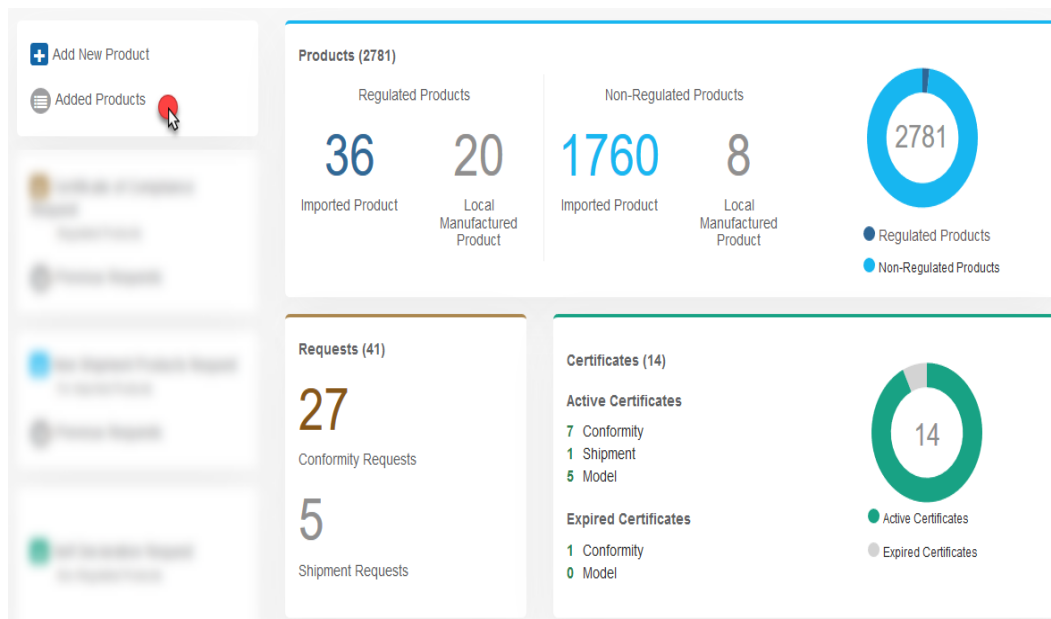 Add New Product
Added Products
Products (2781)
Regulated Products
36
Imported Product
20
Local
Manufactured
Product
Non-Regulated Products
1760
Imported Product
8
Local
Manufactured
Product
2781
Regulated Products
Non-Regulated Products
Requests (41)
27
Conformity Requests
5
Shipment Requests
Certificates (14)
Active Certificates
7 Conformity
1 Shipment
5 Model
Expired Certificates
1 Conformity
0 Model
14
Active Certificates
Expired Certificates